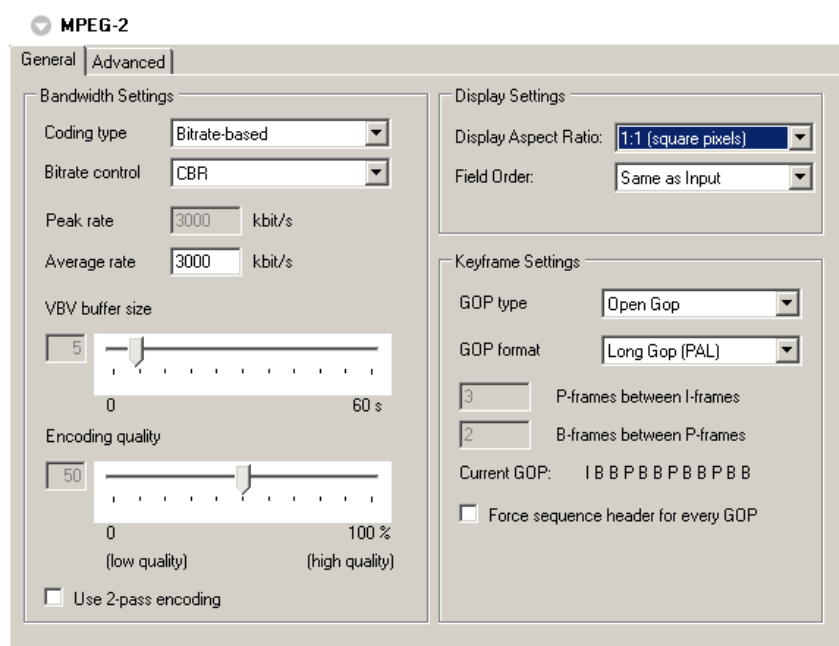 MPEG-2
General
Advanced
Bandwidth Settings
Coding type Bitrate-based
Bitrate control CBR
Peak rate 3000 kbit/s
Average rate 3000 kbit/s
VBV buffer size
5
0 60 s
Encoding quality
50
0 100 %
(low quality) (high quality)
Use 2-pass encoding
Display Settings
Display Aspect Ratio: 1:1 (square pixels)
Field Order: Same as Input
Keyframe Settings
GOP type Open Gop
GOP format Long Gop (PAL)
3 P-frames between I-frames
2 B-frames between P-frames
Current GOP: I B B P B B P B B P B B
Force sequence header for every GOP